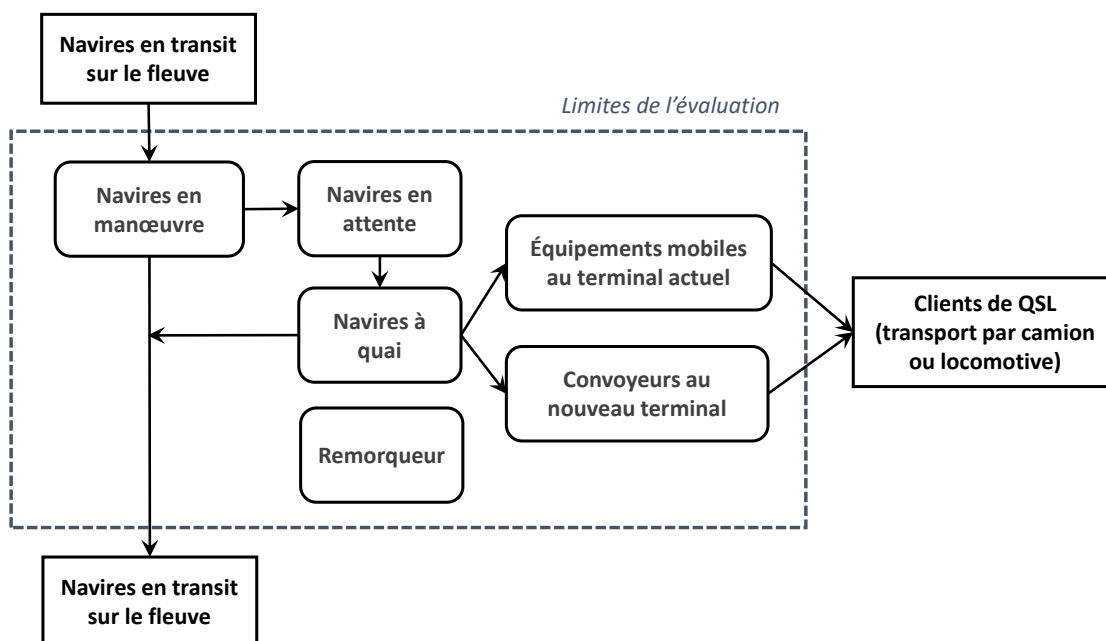 Navires en transit
sur le fleuve
Limites de l’évaluation
Navires en
manœuvre
Navires en
attente
Équipements mobiles
au terminal actuel
Navires à
quai
Clients de QSL
(transport par camion
ou locomotive)
Convoyeurs au
nouveau terminal
Remorqueur
Navires en transit
sur le fleuve